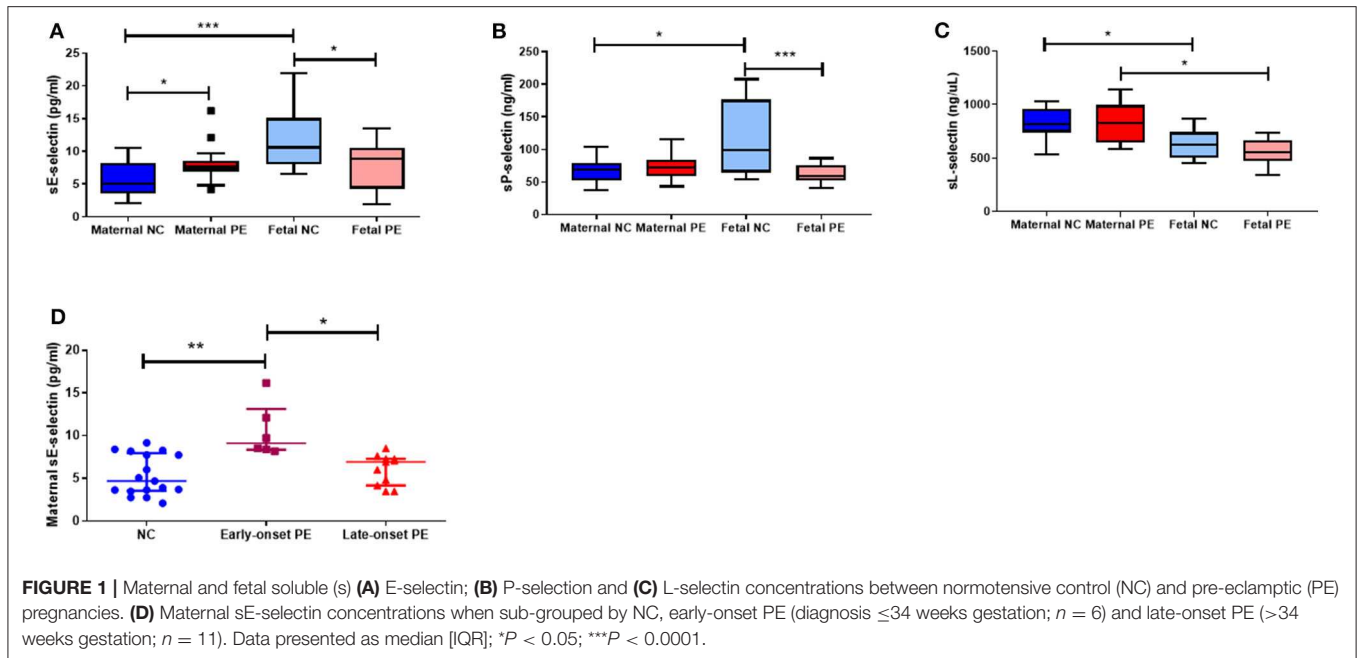 A
***
*
*
25
20
15
10
5
0
sE-selectin (pg/ml)
Maternal NC Maternal PE Fetal NC Fetal PE
B
*
***
250
200
150
100
50
0
sP-selectin (ng/ml)
Maternal NC Maternal PE Fetal NC Fetal PE
C
*
*
1500
1000
500
0
sL-selectin (ng/uL)
Maternal NC Maternal PE Fetal NC Fetal PE
D
*
**
20
15
10
5
0
Maternal sE-selectin (pg/ml)
NC Early-onset PE Late-onset PE
FIGURE 1 | Maternal and fetal soluble (s) (A) E-selectin; (B) P-selection and (C) L-selectin concentrations between normotensive control (NC) and pre-eclamptic (PE)
pregnancies. (D) Maternal sE-selectin concentrations when sub-grouped by NC, early-onset PE (diagnosis ≤34 weeks gestation; n = 6) and late-onset PE (>34
weeks gestation; n = 11). Data presented as median [IQR]; *P < 0.05; ***P < 0.0001.